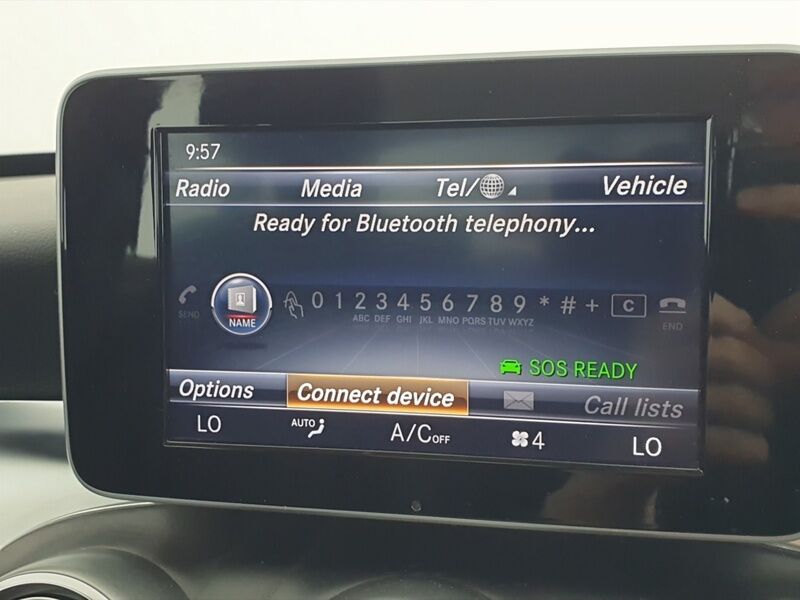 9:57
Radio Media Tel/ Vehicle
Ready for Bluetooth telephony...
SEND NAME 0 1 2 3 4 5 6 7 8 9 * # + C END
ABC DEF GHI JKL MNO PQRS TUV WXYZ
SOS READY
Options Connect device Call lists
LO AUTO A/C OFF 4 LO